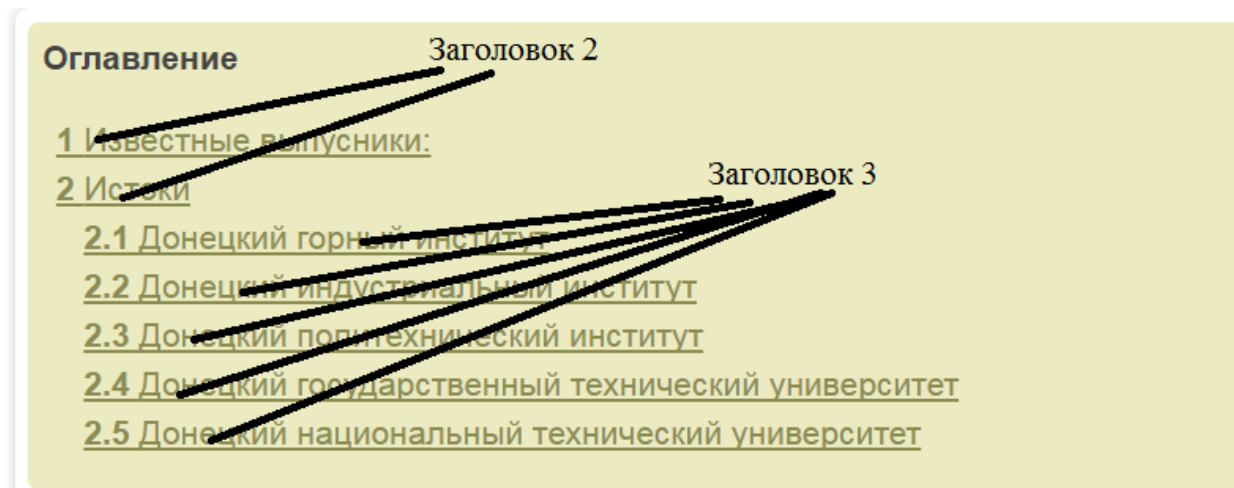 Оглавление
Заголовок 2
1 Известные выпусники:
2 Истоки
Заголовок 3
2.1 Донецкий горный институт
2.2 Донецкий индустриальный институт
2.3 Донецкий политехнический институт
2.4 Донецкий государственный технический университет
2.5 Донецкий национальный технический университет